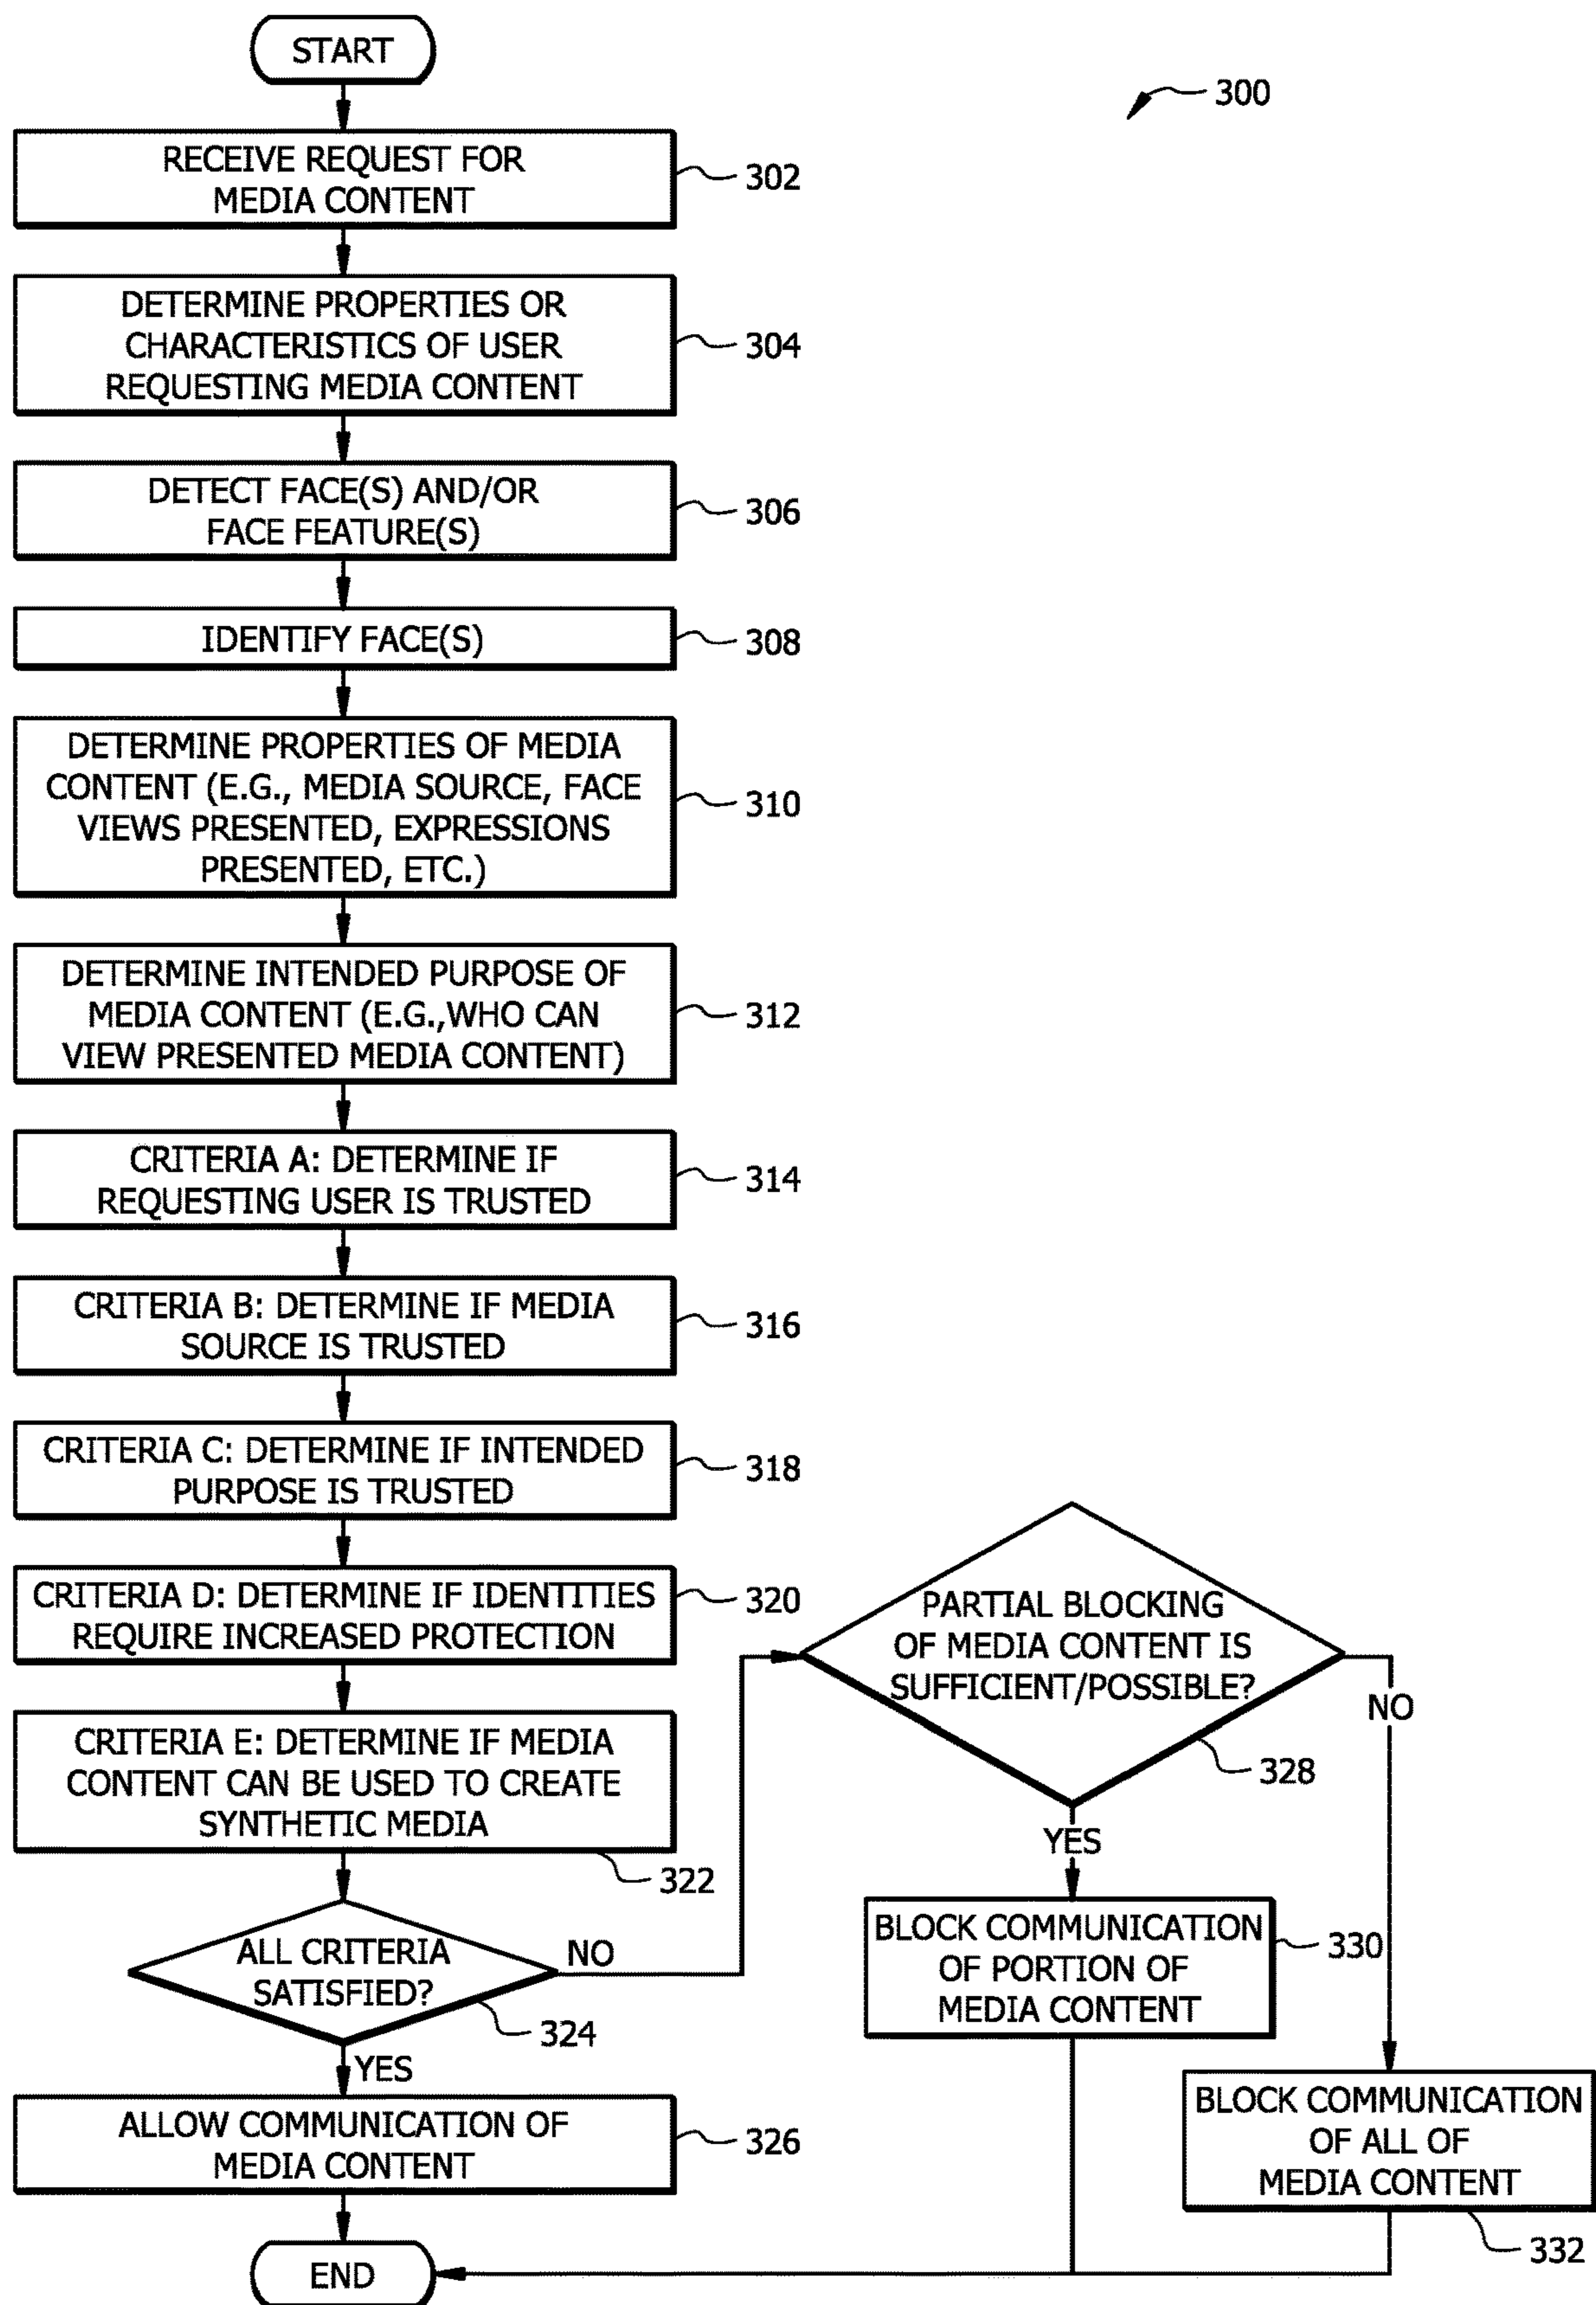 START
300
RECEIVE REQUEST FOR
MEDIA CONTENT
302
DETERMINE PROPERTIES OR
CHARACTERISTICS OF USER
REQUESTING MEDIA CONTENT
304
DETECT FACE(S) AND/OR
FACE FEATURE(S)
306
IDENTIFY FACE(S)
308
DETERMINE PROPERTIES OF MEDIA
CONTENT (E.G., MEDIA SOURCE, FACE
VIEWS PRESENTED, EXPRESSIONS
PRESENTED, ETC.)
310
DETERMINE INTENDED PURPOSE OF
MEDIA CONTENT (E.G.,WHO CAN
VIEW PRESENTED MEDIA CONTENT)
312
CRITERIA A: DETERMINE IF
REQUESTING USER IS TRUSTED
314
CRITERIA B: DETERMINE IF MEDIA
SOURCE IS TRUSTED
316
CRITERIA C: DETERMINE IF INTENDED
PURPOSE IS TRUSTED
318
CRITERIA D: DETERMINE IF IDENTITIES
REQUIRE INCREASED PROTECTION
320
CRITERIA E: DETERMINE IF MEDIA
CONTENT CAN BE USED TO CREATE
SYNTHETIC MEDIA
322
ALL CRITERIA
SATISFIED?
324
NO
YES
ALLOW COMMUNICATION OF
MEDIA CONTENT
326
PARTIAL BLOCKING
OF MEDIA CONTENT IS
SUFFICIENT/POSSIBLE?
328
NO
YES
BLOCK COMMUNICATION
OF PORTION OF
MEDIA CONTENT
330
BLOCK COMMUNICATION
OF ALL OF
MEDIA CONTENT
332
END